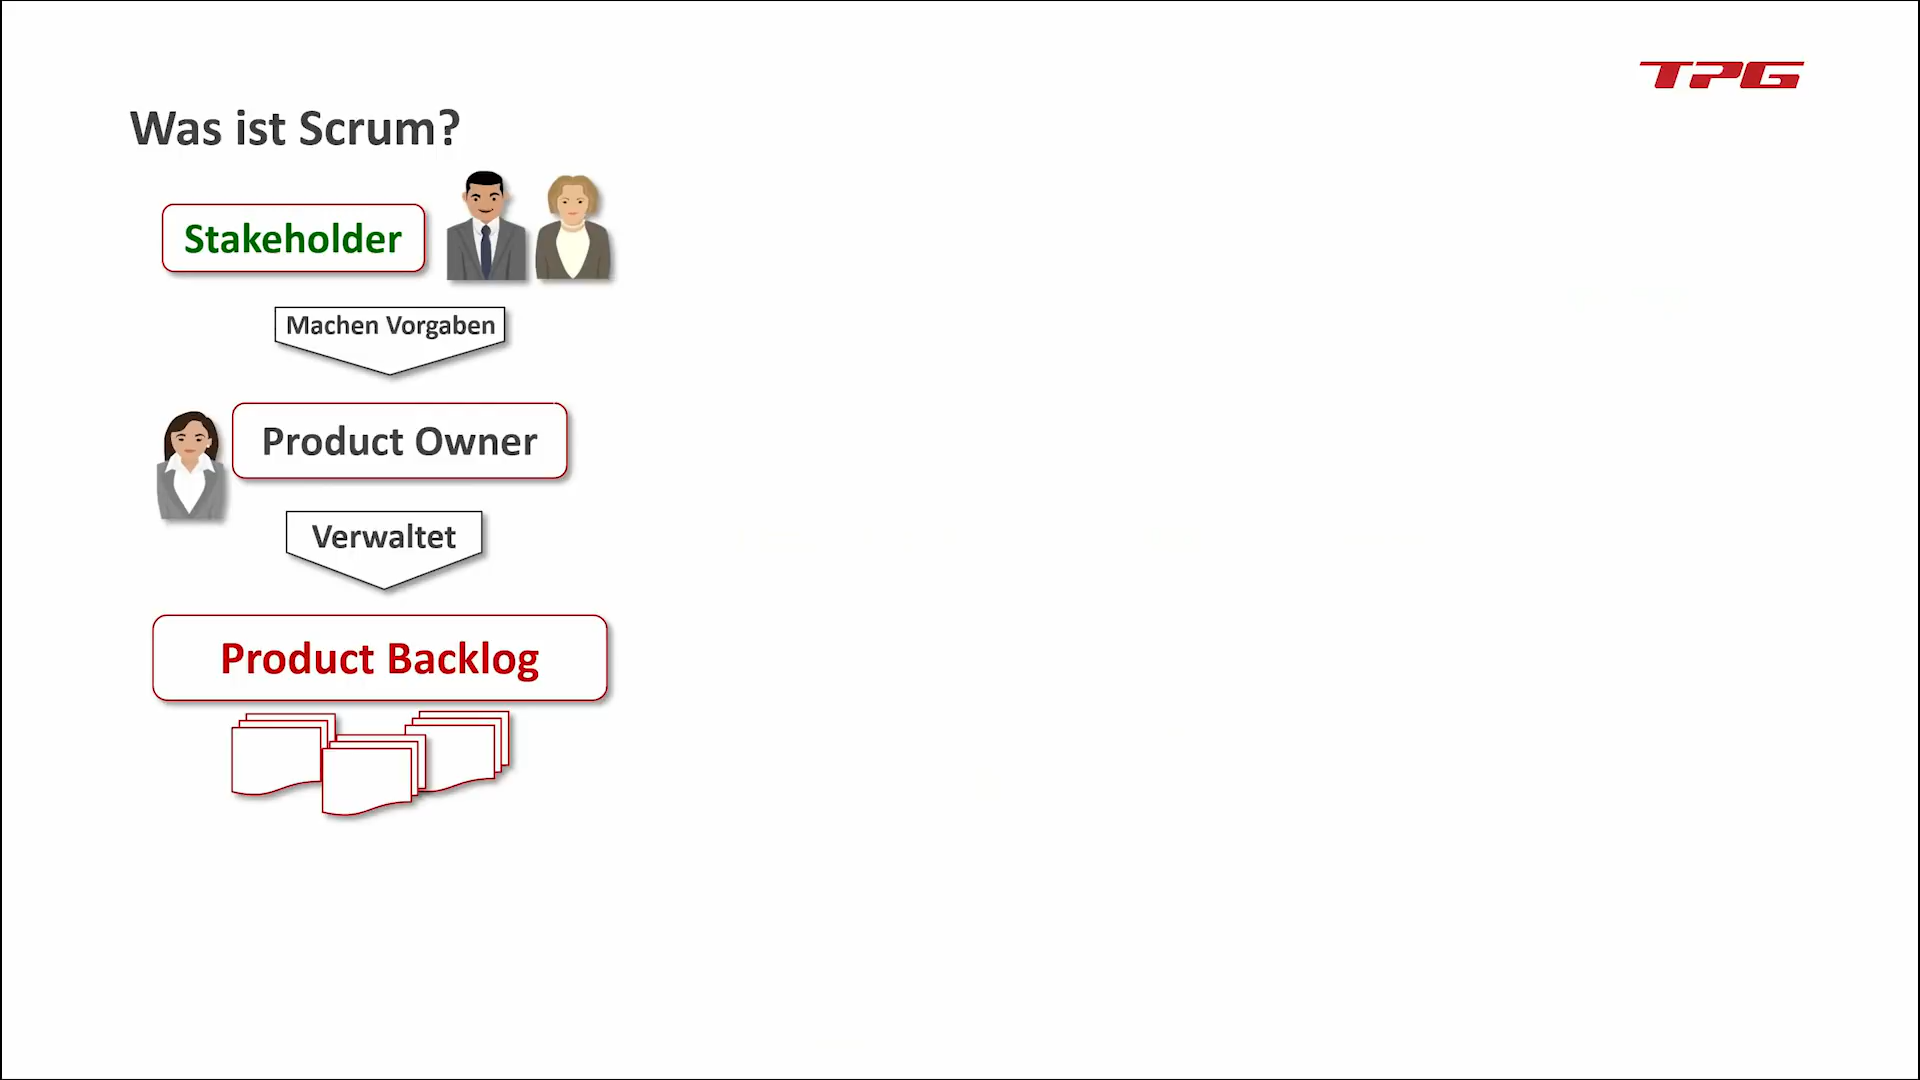 TPG
Was ist Scrum?
Stakeholder
Machen Vorgaben
Product Owner
Verwaltet
Product Backlog